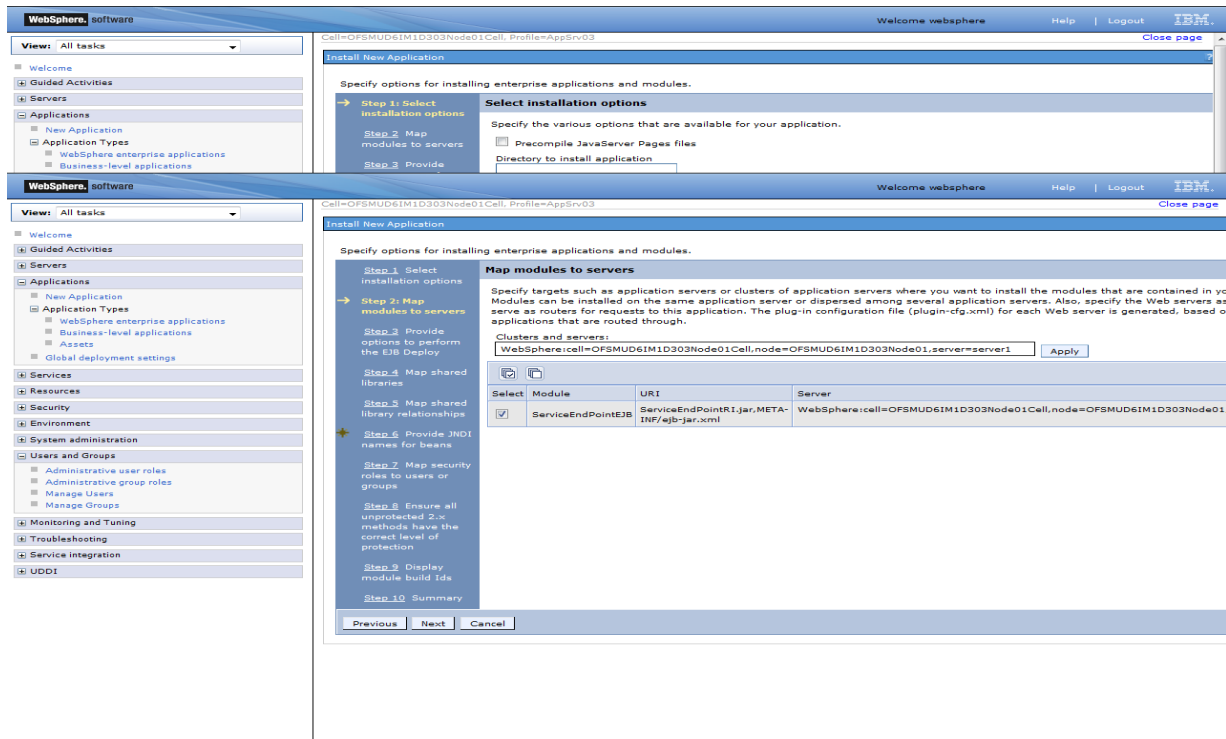 WebSphere. software
Welcome websphere
Help | Logout
IBM.
View: All tasks
Welcome
Guided Activities
Servers
Applications
New Application
Application Types
WebSphere enterprise applications
Business-level applications
Cell=OFSMUD6IM1D303Node01Cell, Profile=AppSrv03
Close page
Install New Application
?
Specify options for installing enterprise applications and modules.
Step 1: Select
installation options
Step 2 Map
modules to servers
Step 3 Provide
Select installation options
Specify the various options that are available for your application.
Precompile JavaServer Pages files
Directory to install application
WebSphere. software
Welcome websphere
Help | Logout
IBM.
View: All tasks
Welcome
Guided Activities
Servers
Applications
New Application
Application Types
WebSphere enterprise applications
Business-level applications
Assets
Global deployment settings
Services
Resources
Security
Environment
System administration
Users and Groups
Administrative user roles
Administrative group roles
Manage Users
Manage Groups
Monitoring and Tuning
Troubleshooting
Service integration
UDDI
Cell=OFSMUD6IM1D303Node01Cell, Profile=AppSrv03
Close page
Install New Application
Specify options for installing enterprise applications and modules.
Step 1 Select
installation options
Step 2: Map
modules to servers
Step 3 Provide
options to perform
the EJB Deploy
Step 4 Map shared
libraries
Step 5 Map shared
library relationships
Step 6 Provide JNDI
names for beans
Step 7 Map security
roles to users or
groups
Step 8 Ensure all
unprotected 2.x
methods have the
correct level of
protection
Step 9 Display
module build Ids
Step 10 Summary
Map modules to servers
Specify targets such as application servers or clusters of application servers where you want to install the modules that are contained in yo
Modules can be installed on the same application server or dispersed among several application servers. Also, specify the Web servers as
serve as routers for requests to this application. The plug-in configuration file (plugin-cfg.xml) for each Web server is generated, based o
applications that are routed through.
Clusters and servers:
WebSphere:cell=OFSMUD6IM1D303Node01Cell,node=OFSMUD6IM1D303Node01,server=server1
Apply
Select Module URI Server
ServiceEndPointEJB ServiceEndPointRI.jar,META- WebSphere:cell=OFSMUD6IM1D303Node01Cell,node=OFSMUD6IM1D303Node01
INF/ejb-jar.xml
Previous Next Cancel